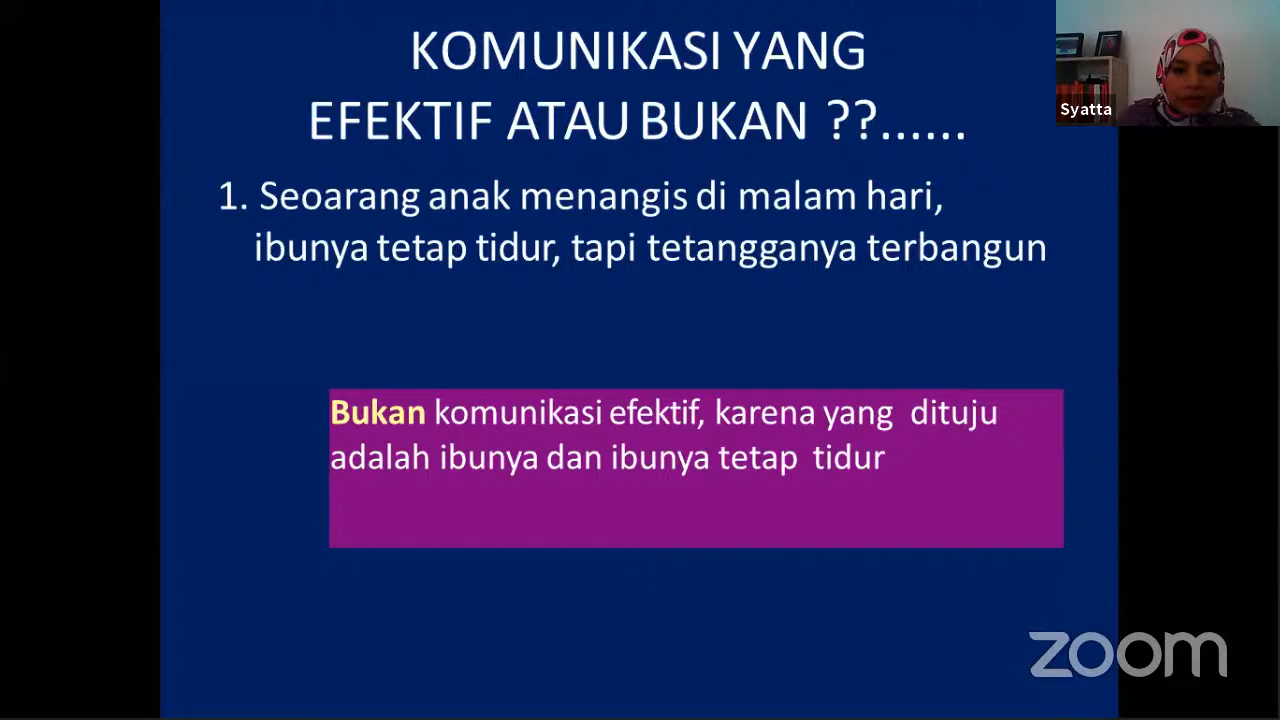 KOMUNIKASI YANG
EFEKTIF ATAU BUKAN ??......
Syatta
1. Seoarang anak menangis di malam hari,
ibunya tetap tidur, tapi tetangganya terbangun
Bukan komunikasi efektif, karena yang dituju
adalah ibunya dan ibunya tetap tidur
zoom